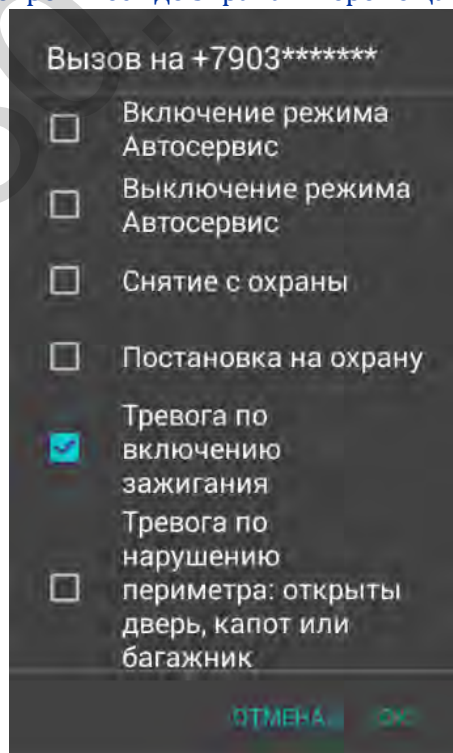 Вызов на +7903*******
Включение режима
Автосервис
Выключение режима
Автосервис
Снятие с охраны
Постановка на охрану
Тревога по
включению
зажигания
Тревога по
нарушению
периметра: открыты
дверь, капот или
багажник
ОТМЕНА OK